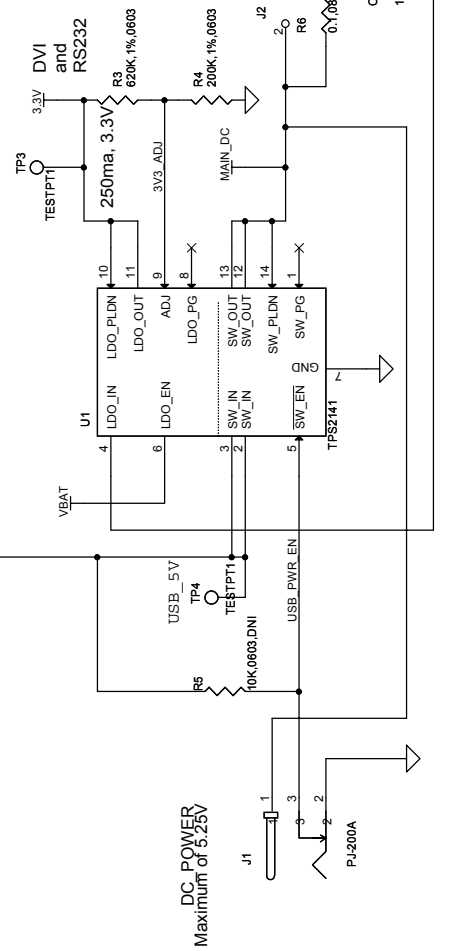 DVI
and
RS232
3.3V
R3
620K,1%,0603
R4
200K,1%,0603
J2
2
R6
TP3
TESTPT1
250ma, 3.3V
3V3_ADJ
MAIN_DC
10
11
9
8
13
12
14
1
LDO_PLDN
LDO_OUT
ADJ
LDO_PG
SW_OUT
SW_OUT
SW_PLDN
SW_PG
U1
LDO_IN
LDO_EN
SW_IN
SW_IN
SW_EN
GND
7
TPS2141
4
6
3
2
5
VBAT
USB_5V
TP4
TESTPT1
USB_PWR_EN
R5
10K,0603,DNI
DC_POWER
Maximum of 5.25V
J1
1
1
3
3
2
2
PJ-200A